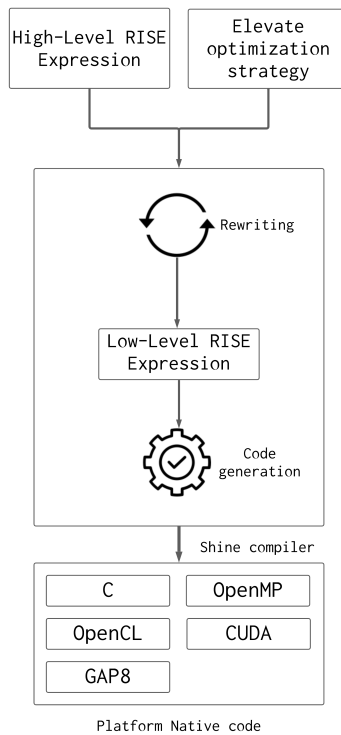 High-Level RISE
Expression
Elevate
optimization
strategy
Rewriting
Low-Level RISE
Expression
Code
generation
Shine compiler
C
OpenMP
OpenCL
CUDA
GAP8
Platform Native code